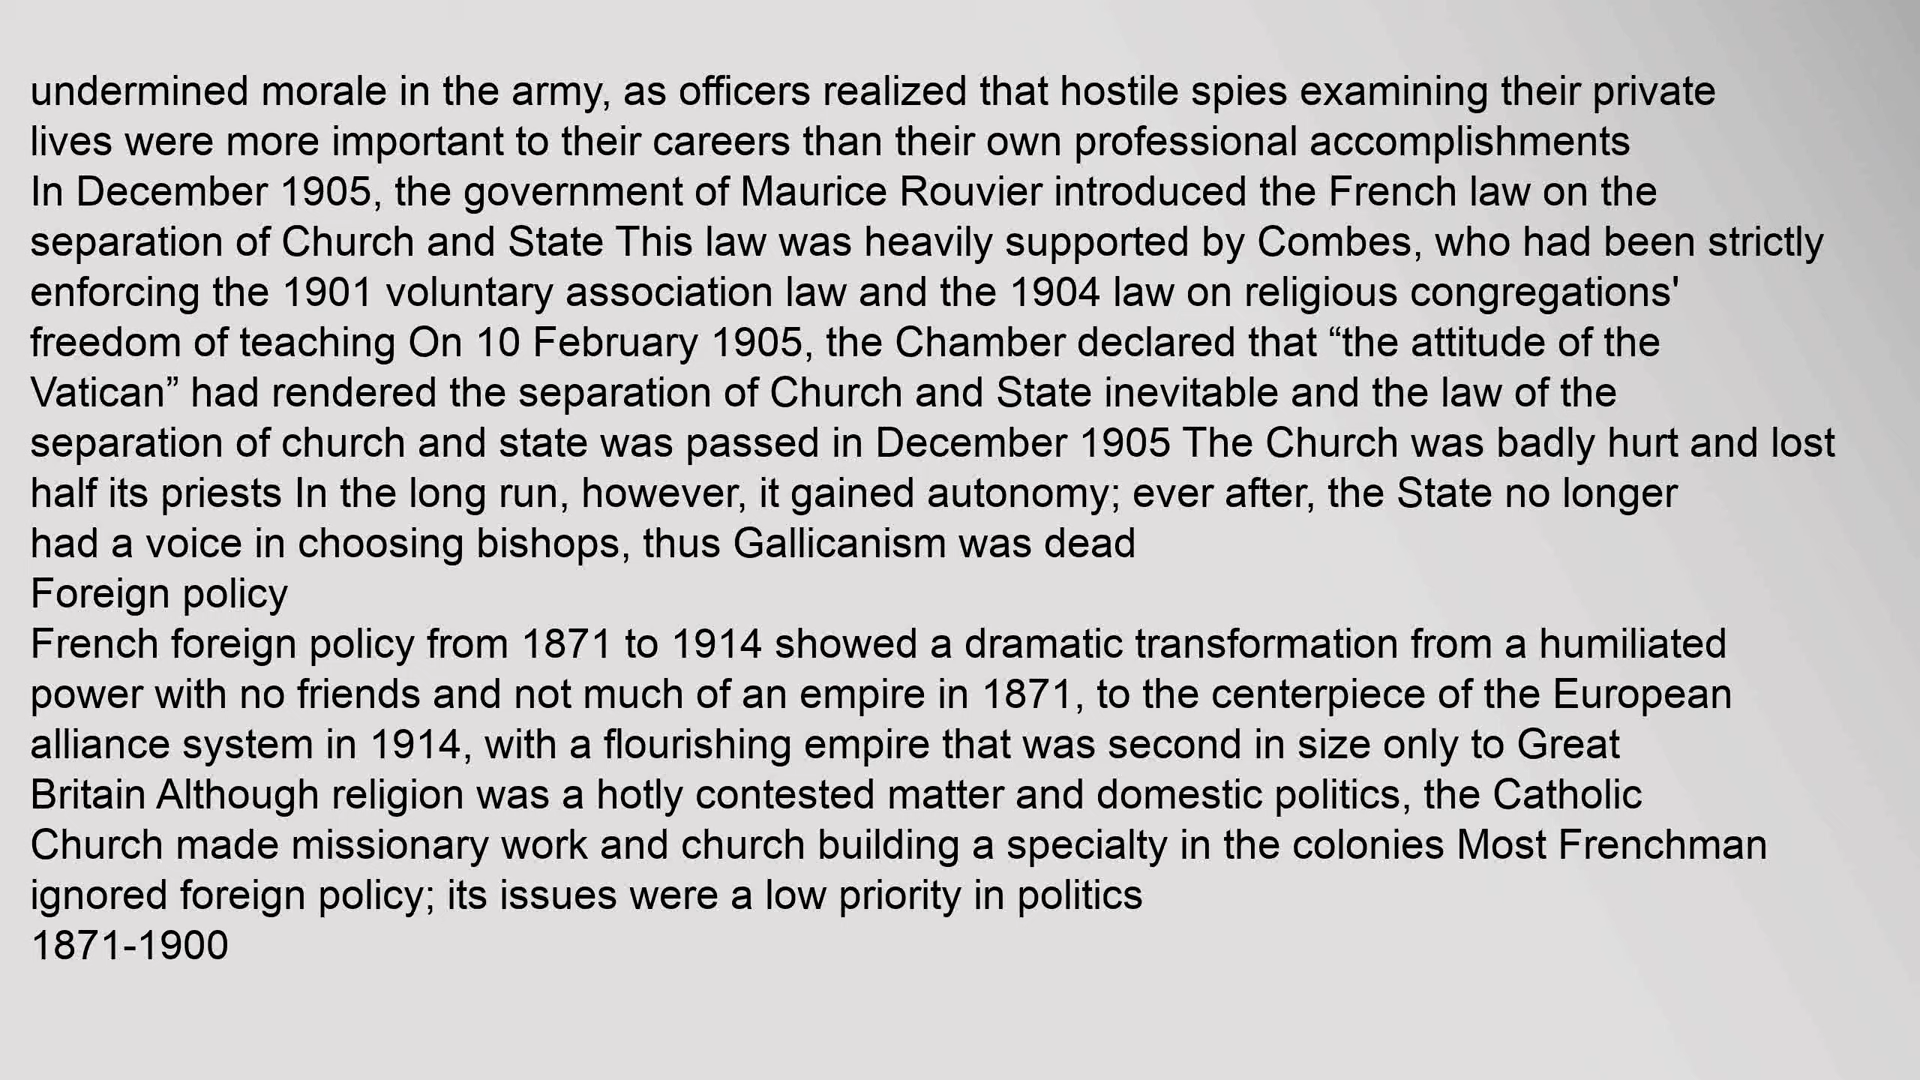 undermined morale in the army, as officers realized that hostile spies examining their private
lives were more important to their careers than their own professional accomplishments
In December 1905, the government of Maurice Rouvier introduced the French law on the
separation of Church and State This law was heavily supported by Combes, who had been strictly
enforcing the 1901 voluntary association law and the 1904 law on religious congregations'
freedom of teaching On 10 February 1905, the Chamber declared that “the attitude of the
Vatican” had rendered the separation of Church and State inevitable and the law of the
separation of church and state was passed in December 1905 The Church was badly hurt and lost
half its priests In the long run, however, it gained autonomy; ever after, the State no longer
had a voice in choosing bishops, thus Gallicanism was dead
Foreign policy
French foreign policy from 1871 to 1914 showed a dramatic transformation from a humiliated
power with no friends and not much of an empire in 1871, to the centerpiece of the European
alliance system in 1914, with a flourishing empire that was second in size only to Great
Britain Although religion was a hotly contested matter and domestic politics, the Catholic
Church made missionary work and church building a specialty in the colonies Most Frenchman
ignored foreign policy; its issues were a low priority in politics
1871-1900